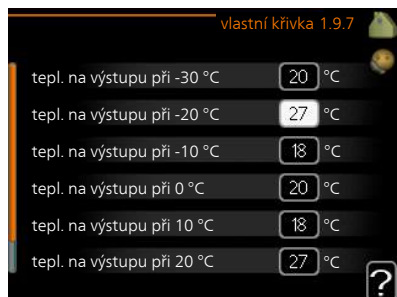 vlastní křivka 1.9.7
tepl. na výstupu při -30 °C 20 °C
tepl. na výstupu při -20 °C 27 °C
tepl. na výstupu při -10 °C 18 °C
tepl. na výstupu při 0 °C 20 °C
tepl. na výstupu při 10 °C 18 °C
tepl. na výstupu při 20 °C 27 °C
?